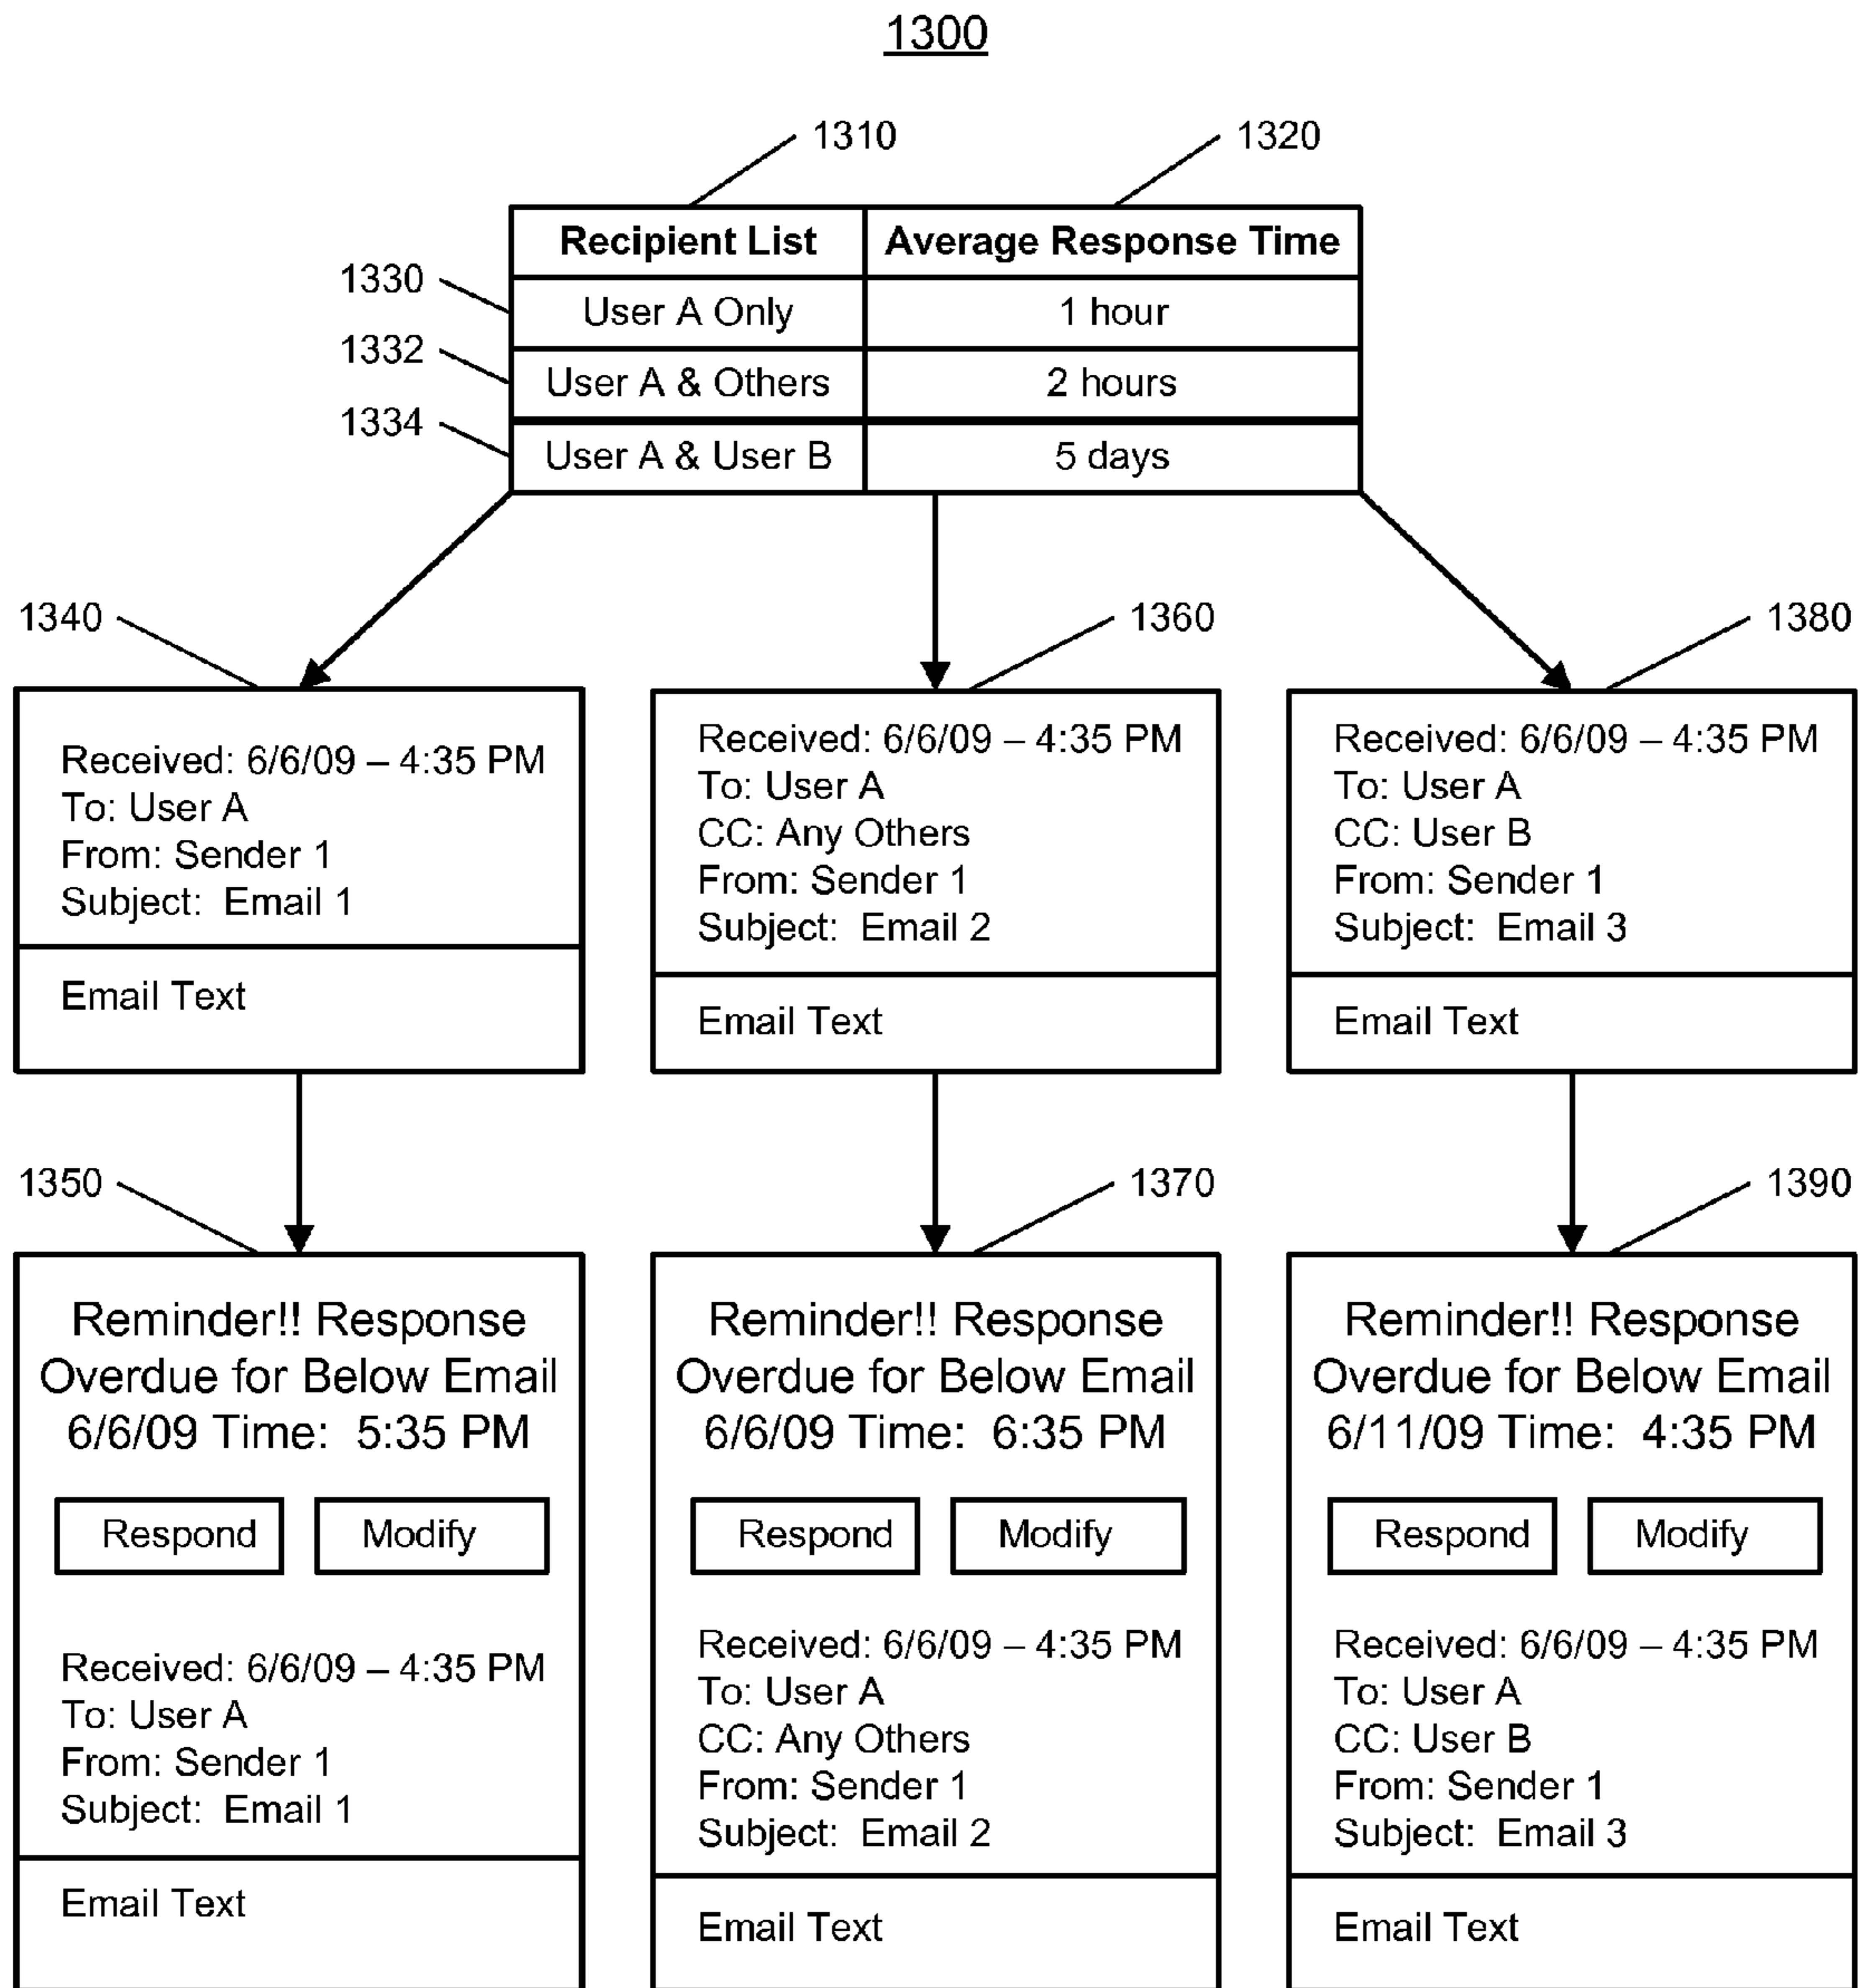 1300
1310
1320
Recipient List
Average Response Time
1330
User A Only
1 hour
1332
User A & Others
2 hours
1334
User A & User B
5 days
1340
Received: 6/6/09 – 4:35 PM
To: User A
From: Sender 1
Subject: Email 1
Email Text
1360
Received: 6/6/09 – 4:35 PM
To: User A
CC: Any Others
From: Sender 1
Subject: Email 2
Email Text
1380
Received: 6/6/09 – 4:35 PM
To: User A
CC: User B
From: Sender 1
Subject: Email 3
Email Text
1350
Reminder!! Response
Overdue for Below Email
6/6/09 Time: 5:35 PM
Respond
Modify
Received: 6/6/09 – 4:35 PM
To: User A
From: Sender 1
Subject: Email 1
Email Text
1370
Reminder!! Response
Overdue for Below Email
6/6/09 Time: 6:35 PM
Respond
Modify
Received: 6/6/09 – 4:35 PM
To: User A
CC: Any Others
From: Sender 1
Subject: Email 2
Email Text
1390
Reminder!! Response
Overdue for Below Email
6/11/09 Time: 4:35 PM
Respond
Modify
Received: 6/6/09 – 4:35 PM
To: User A
CC: User B
From: Sender 1
Subject: Email 3
Email Text